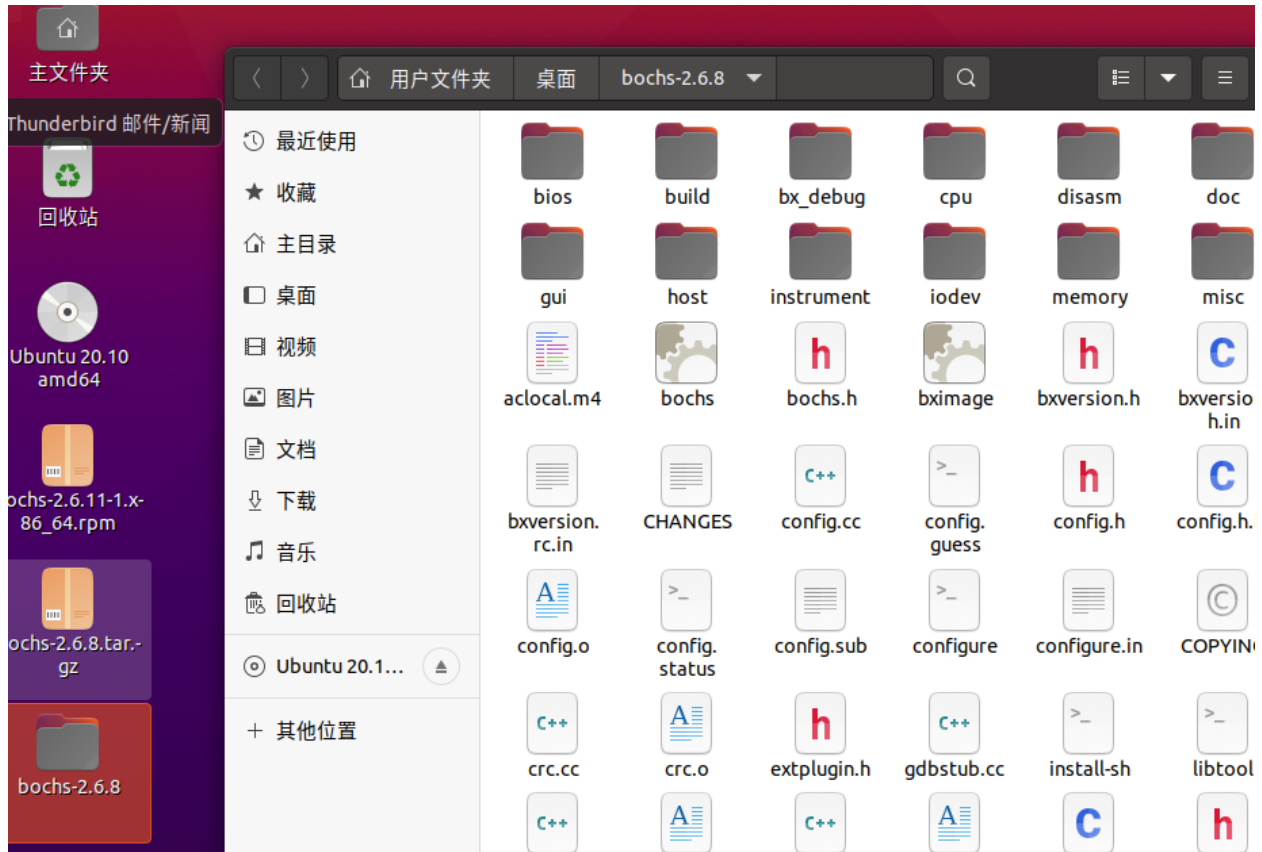 主文件夹
Thunderbird 邮件/新闻
回收站
Ubuntu 20.10
amd64
ochs-2.6.11-1.x-
86_64.rpm
ochs-2.6.8.tar.-
gz
bochs-2.6.8
用户文件夹 桌面 bochs-2.6.8
最近使用
收藏
主目录
桌面
视频
图片
文档
下载
音乐
回收站
Ubuntu 20.1...
其他位置
bios build bx_debug cpu disasm doc
gui host instrument iodev memory misc
aclocal.m4 bochs bochs.h bximage bxversion.h bxversio
h.in
bxversion. CHANGES config.cc config. config.h config.h.
rc.in guess
config.o config. config.sub configure configure.in COPYIN
status
crc.cc crc.o extplugin.h gdbstub.cc install-sh libtool